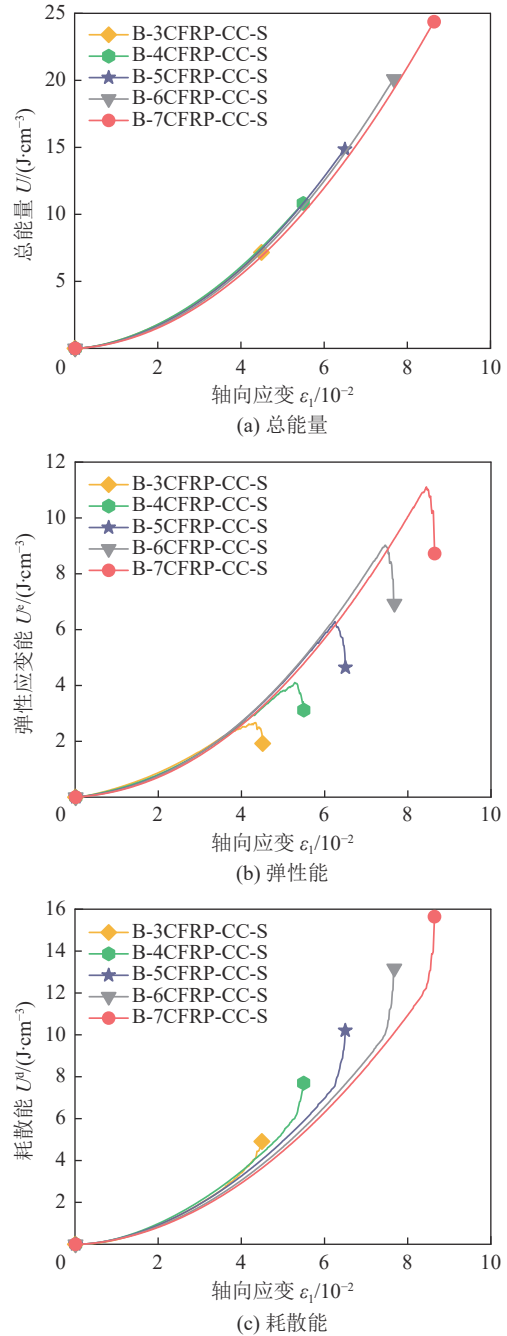 25
20
15
10
5
0
2
4
6
8
10
总能量 U/(J·cm⁻³)
B-3CFRP-CC-S
B-4CFRP-CC-S
B-5CFRP-CC-S
B-6CFRP-CC-S
B-7CFRP-CC-S
轴向应变 ε₁/10⁻²
(a) 总能量
12
10
8
6
4
2
0
2
4
6
8
10
弹性应变能 Uᵉ/(J·cm⁻³)
B-3CFRP-CC-S
B-4CFRP-CC-S
B-5CFRP-CC-S
B-6CFRP-CC-S
B-7CFRP-CC-S
轴向应变 ε₁/10⁻²
(b) 弹性能
16
14
12
10
8
6
4
2
0
2
4
6
8
10
耗散能 Uᵈ/(J·cm⁻³)
B-3CFRP-CC-S
B-4CFRP-CC-S
B-5CFRP-CC-S
B-6CFRP-CC-S
B-7CFRP-CC-S
轴向应变 ε₁/10⁻²
(c) 耗散能